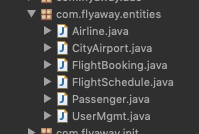 com.flyaway.entities
Airline.java
CityAirport.java
FlightBooking.java
FlightSchedule.java
Passenger.java
UserMgmt.java
com.flyaway.init